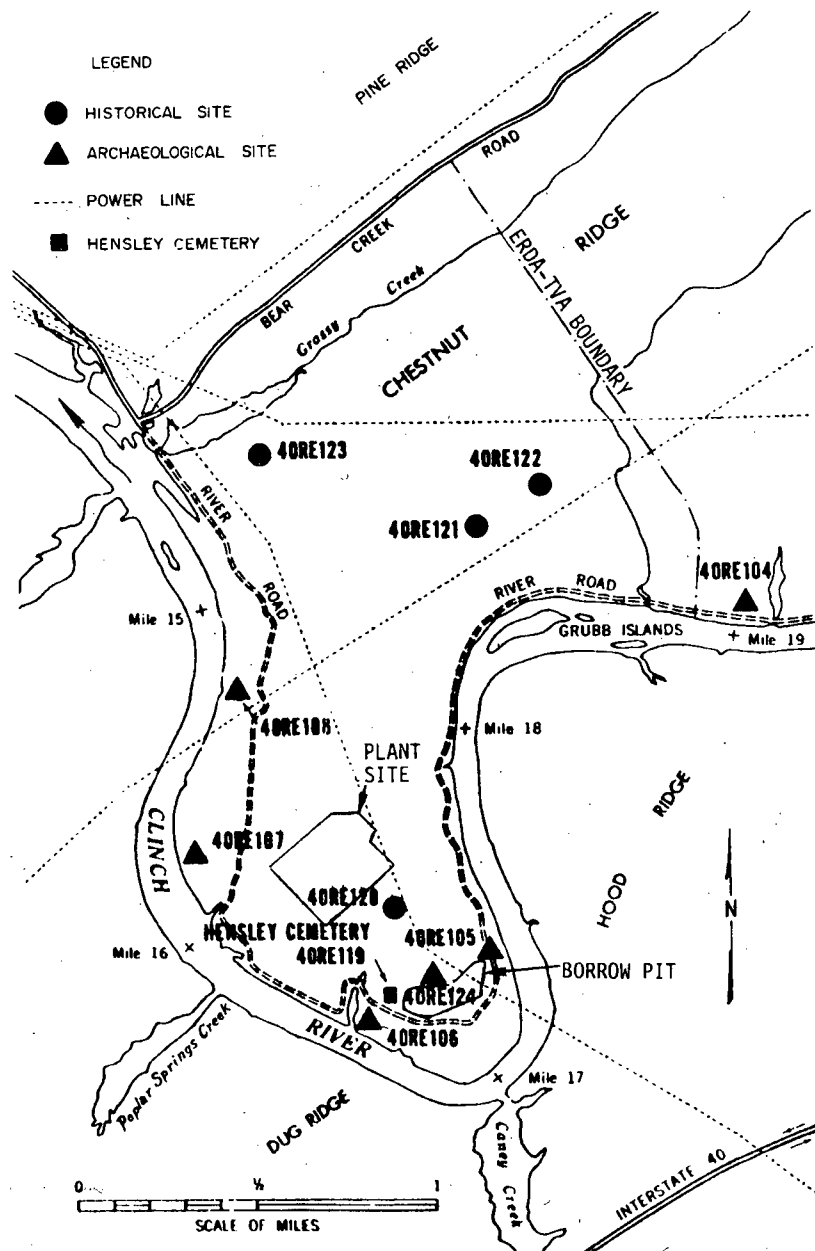 LEGEND
HISTORICAL SITE
ARCHAEOLOGICAL SITE
POWER LINE
HENSLEY CEMETERY
PINE RIDGE
BEAR CREEK ROAD
Grassy Creek
CHESTNUT RIDGE
ERDA-TVA BOUNDARY
40RE123
40RE122
40RE121
RIVER ROAD
40RE104
RIVER ROAD
GRUBB ISLANDS
Mile 19
Mile 15
40RE108
Mile 18
PLANT
SITE
CLINCH RIVER
40RE107
HOOD RIDGE
N
40RE120
HENSLEY CEMETERY
40RE119
40RE105
Mile 16
BORROW PIT
40RE124
40RE106
Poplar Springs Creek
Mile 17
DUG RIDGE
Caney Creek
INTERSTATE 40
0 ½ 1
SCALE OF MILES